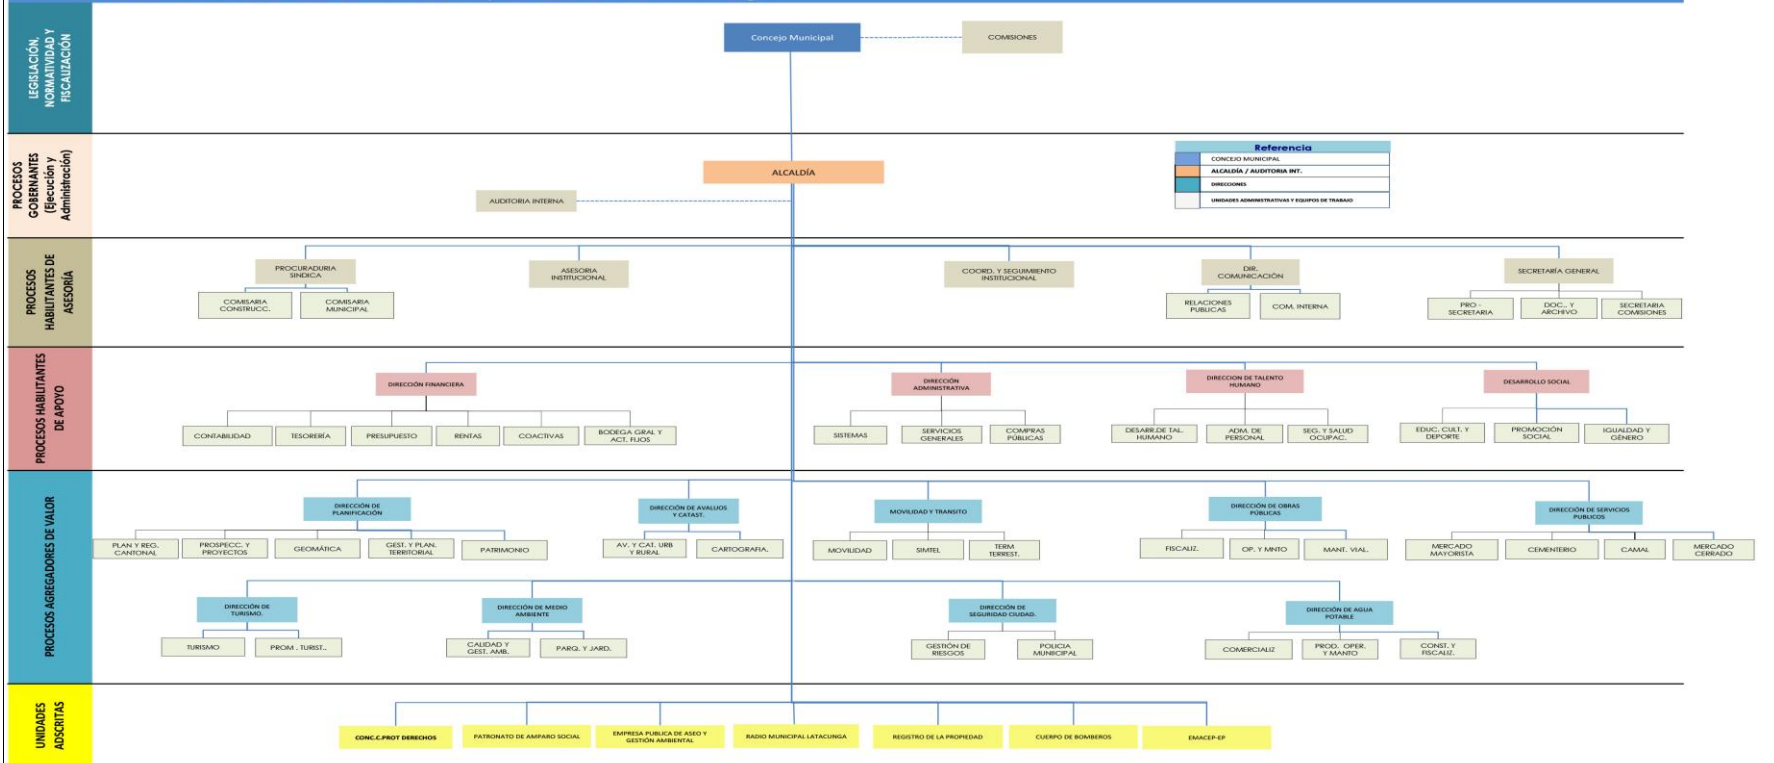 LEGISLACIÓN,
NORMATIVIDAD Y
FISCALIZACIÓN
Concejo Municipal
COMISIONES
PROCESOS
GOBERNANTES
(Ejecución y
Administración)
ALCALDÍA
AUDITORIA INTERNA
Referencia
CONCEJO MUNICIPAL
ALCALDÍA / AUDITORIA INT.
DIRECCIONES
UNIDADES ADMINISTRATIVAS Y EQUIPOS DE TRABAJO
PROCESOS
HABILITANTES DE
ASESORÍA
PROCURADURIA
SINDICA
ASESORIA
INSTITUCIONAL
COORD. Y SEGUIMIENTO
INSTITUCIONAL
DIR.
COMUNICACIÓN
SECRETARÍA GENERAL
COMISARIA
CONSTRUCC.
COMISARIA
MUNICIPAL
RELACIONES
PUBLICAS
COM. INTERNA
PRO -
SECRETARIA
DOC.. Y
ARCHIVO
SECRETARIA
COMISIONES
PROCESOS HABILITANTES
DE APOYO
DIRECCIÓN FINANCIERA
DIRECCIÓN
ADMINISTRATIVA
DIRECCION DE TALENTO
HUMANO
DESARROLLO SOCIAL
CONTABILIDAD
TESORERÍA
PRESUPUESTO
RENTAS
COACTIVAS
BODEGA GRAL Y
ACT. FIJOS
SISTEMAS
SERVICIOS
GENERALES
COMPRAS
PÚBLICAS
DESARR.DE TAL.
HUMANO
ADM. DE
PERSONAL
SEG. Y SALUD
OCUPAC.
EDUC. CULT. Y
DEPORTE
PROMOCIÓN
SOCIAL
IGUALDAD Y
GÉNERO
PROCESOS AGREGADORES DE VALOR
DIRECCIÓN DE
PLANIFICACIÓN
DIRECCIÓN DE AVALUOS
Y CATAST.
MOVILIDAD Y TRANSITO
DIRECCIÓN DE OBRAS
PÚBLICAS
DIRECCIÓN DE SERVICIOS
PUBLICOS
PLAN Y REG.
CANTONAL
PROSPECC. Y
PROYECTOS
GEOMÁTICA
GEST. Y PLAN.
TERRITORIAL
PATRIMONIO
AV. Y CAT. URB
Y RURAL
CARTOGRAFIA.
MOVILIDAD
SIMTEL
TERM
TERREST.
FISCALIZ.
OP. Y MNTO
MANT. VIAL.
MERCADO
MAYORISTA
CEMENTERIO
CAMAL
MERCADO
CERRADO
DIRECCIÓN DE
TURISMO.
DIRECCIÓN DE MEDIO
AMBIENTE
DIRECCIÓN DE
SEGURIDAD CIUDAD.
DIRECCIÓN DE AGUA
POTABLE
TURISMO
PROM . TURIST..
CALIDAD Y
GEST. AMB.
PARQ. Y JARD.
GESTIÓN DE
RIESGOS
POLICIA
MUNICIPAL
COMERCIALIZ
PROD. OPER.
Y MANTO
CONST. Y
FISCALIZ.
UNIDADES
ADSCRITAS
CONC.C.PROT DERECHOS
PATRONATO DE AMPARO SOCIAL
EMPRESA PUBLICA DE ASEO Y
GESTIÓN AMBIENTAL
RADIO MUNICIPAL LATACUNGA
REGISTRO DE LA PROPIEDAD
CUERPO DE BOMBEROS
EMACEP-EP